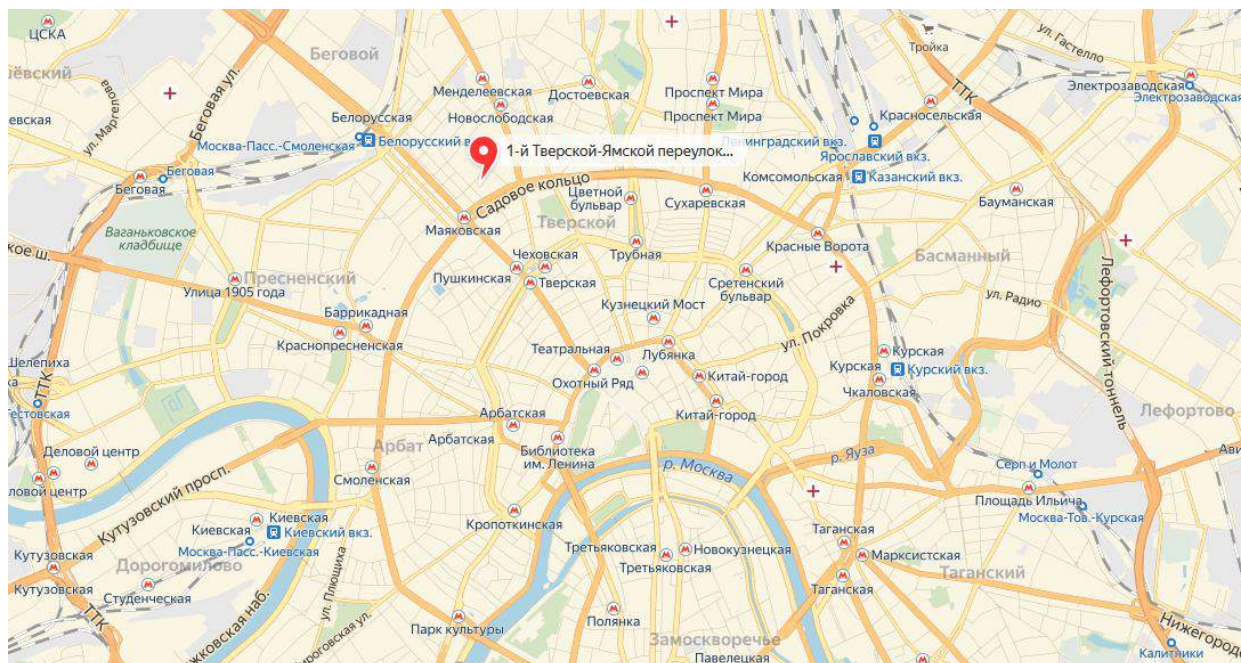 ЦСКА
Беговой
Тройка
ул. Гастелло
ТТК
Электрозаводская
Электрозаводская
ул. Маргелова
Беговая ул.
Менделеевская
Достоевская
Проспект Мира
Новослободская
Проспект Мира
Красносельская
Белорусская
Москва-Пасс.-Смоленская
1-й Тверской-Ямской переулок...
Ярославский вкз.
Комсомольская
Казанский вкз.
Беговая
Беговая
Садовое кольцо
Цветной
бульвар
Сухаревская
Бауманская
Ваганьковское
кладбище
Маяковская
Тверской
Трубная
Красные Ворота
Басманный
Пресненский
Улица 1905 года
Чеховская
Пушкинская
Тверская
Сретенский
бульвар
Лефортовский тоннель
ул. Радио
Баррикадная
Краснопресненская
Кузнецкий Мост
ул. Покровка
Шелепиха
ТТК
Театральная
Лубянка
Курская
Курская
Курский вкз.
Охотный Ряд
Китай-город
Чкаловская
Арбатская
Китай-город
Лефортово
Арбат
Арбатская
Библиотека
им. Ленина
р. Москва
р. Яуза
Деловой центр
Серп и Молот
Кутузовский просп.
Смоленская
Площадь Ильича
Москва-Тов.-Курская
Киевская
Киевская
Киевский вкз.
Москва-Пасс.-Киевская
Кропоткинская
Таганская
Кутузовская
Дорогомилово
Третьяковская
Новокузнецкая
Третьяковская
Марксистская
Кутузовская
Студенческая
ул. Плющиха
Таганская
Таганский
ТТК
Парк культуры
Полянка
Замоскворечье
Павелецкая
Нижегород
Калитники